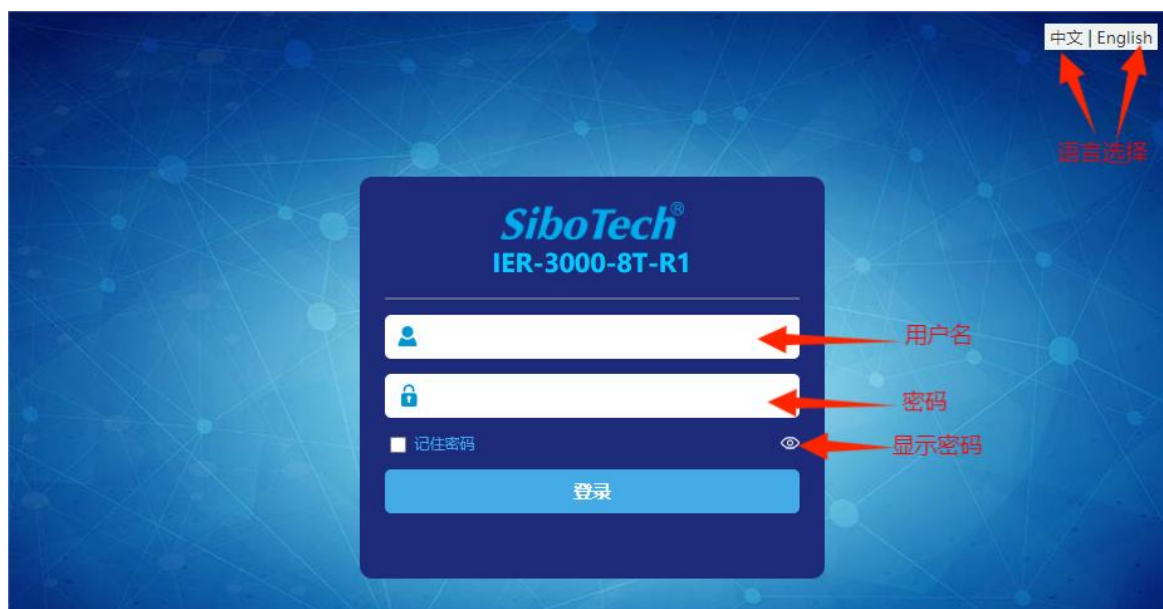 中文 | English
语言选择
SiboTech®
IER-3000-8T-R1
用户名
密码
记住密码
显示密码
登录